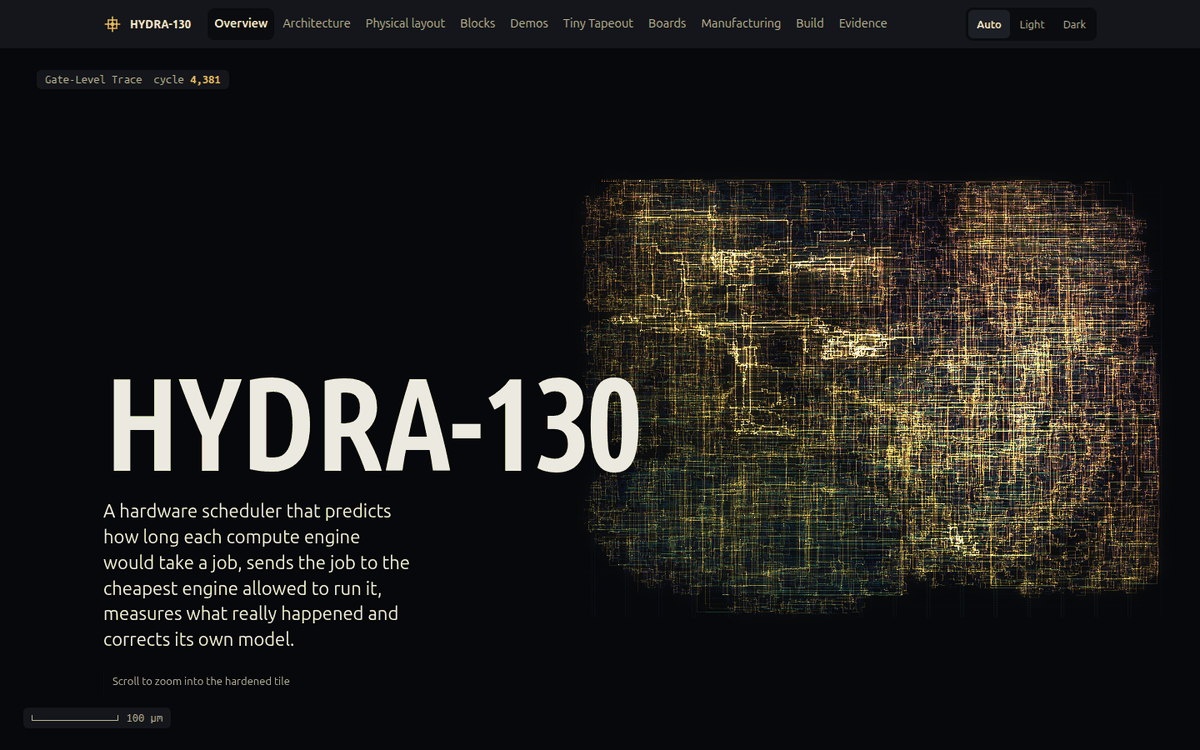 HYDRA-130 Overview Architecture Physical layout Blocks Demos Tiny Tapeout Boards Manufacturing Build Evidence Auto Light Dark
Gate-Level Trace cycle 4,381
HYDRA-130
A hardware scheduler that predicts
how long each compute engine
would take a job, sends the job to the
cheapest engine allowed to run it,
measures what really happened and
corrects its own model.
Scroll to zoom into the hardened tile
100 µm